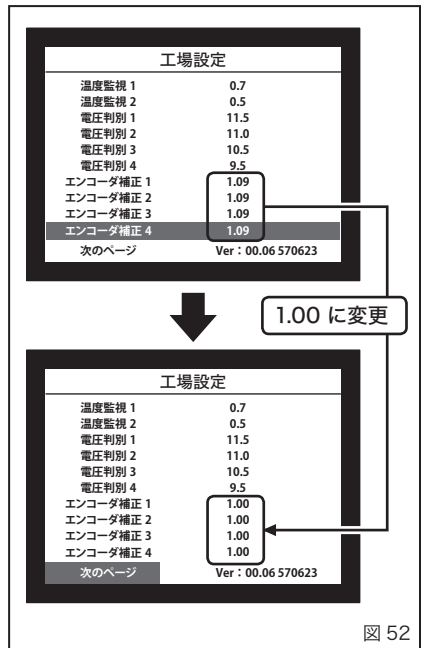 工場設定
温度監視 1 0.7
温度監視 2 0.5
電圧判別 1 11.5
電圧判別 2 11.0
電圧判別 3 10.5
電圧判別 4 9.5
エンコーダ補正 1 1.09
エンコーダ補正 2 1.09
エンコーダ補正 3 1.09
エンコーダ補正 4 1.09
次のページ Ver：00.06 570623
1.00 に変更
工場設定
温度監視 1 0.7
温度監視 2 0.5
電圧判別 1 11.5
電圧判別 2 11.0
電圧判別 3 10.5
電圧判別 4 9.5
エンコーダ補正 1 1.00
エンコーダ補正 2 1.00
エンコーダ補正 3 1.00
エンコーダ補正 4 1.00
次のページ Ver：00.06 570623
図 52